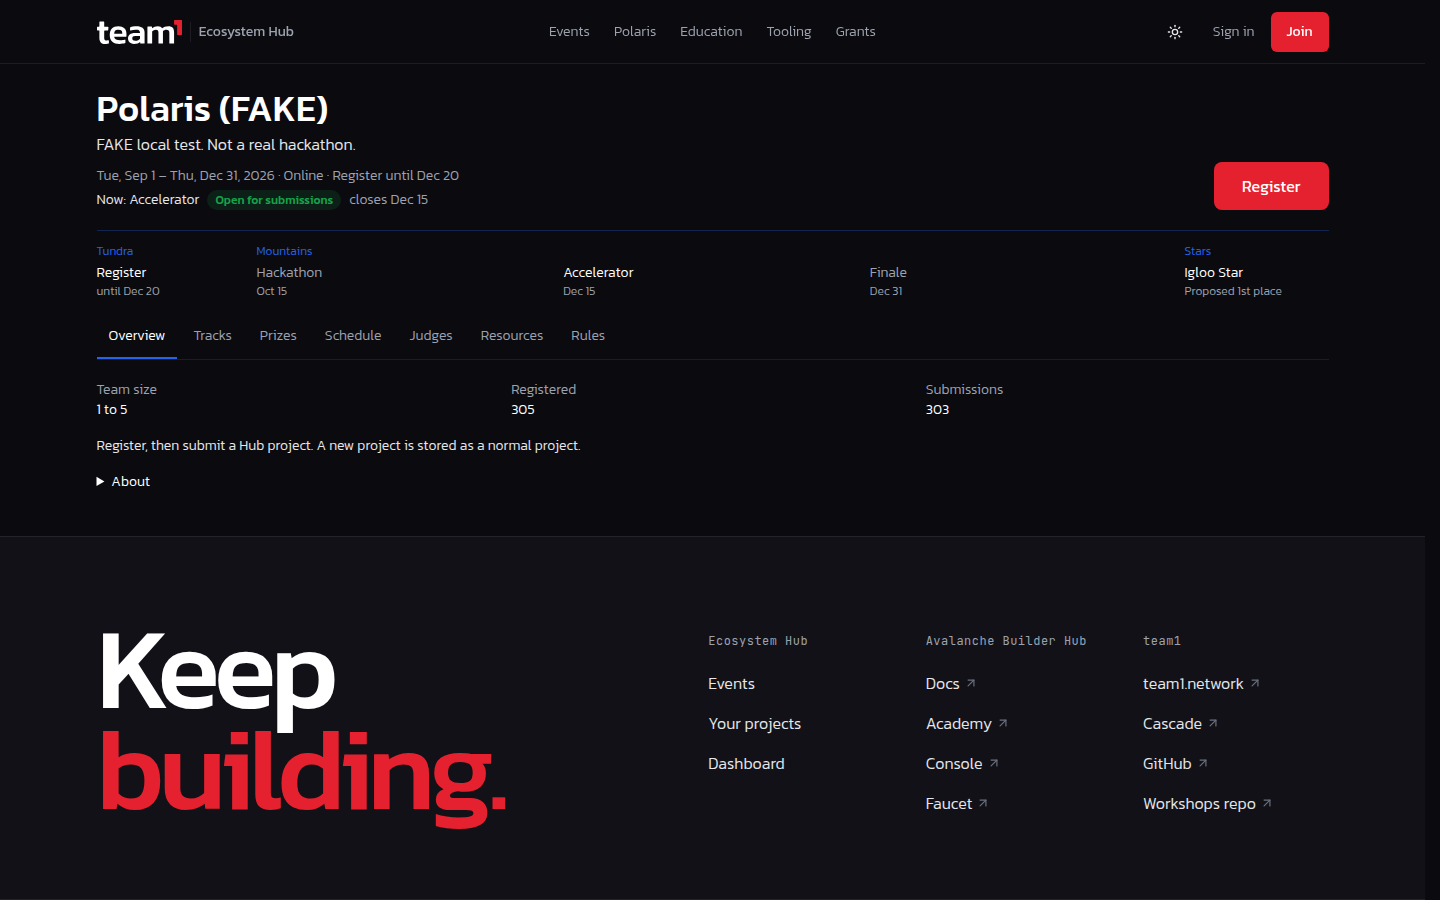 team1 Ecosystem Hub
Events Polaris Education Tooling Grants
Sign in Join
Polaris (FAKE)
FAKE local test. Not a real hackathon.
Tue, Sep 1 – Thu, Dec 31, 2026 · Online · Register until Dec 20
Now: Accelerator Open for submissions closes Dec 15
Register
Tundra Mountains Stars
Register Hackathon Accelerator Finale Igloo Star
until Dec 20 Oct 15 Dec 15 Dec 31 Proposed 1st place
Overview Tracks Prizes Schedule Judges Resources Rules
Team size Registered Submissions
1 to 5 305 303
Register, then submit a Hub project. A new project is stored as a normal project.
About
Keep
building.
Ecosystem Hub
Events
Your projects
Dashboard
Avalanche Builder Hub
Docs
Academy
Console
Faucet
team1
team1.network
Cascade
GitHub
Workshops repo